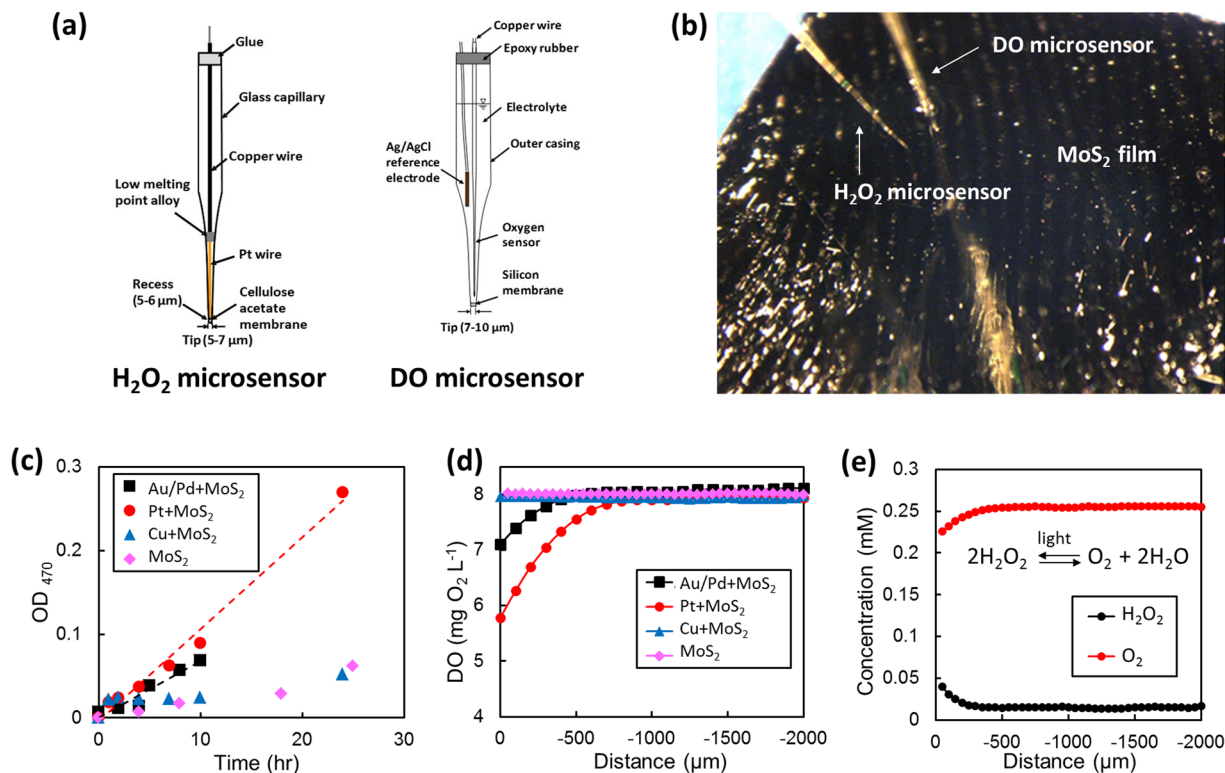 (a)
Glue
Glass capillary
Copper wire
Low melting
point alloy
Pt wire
Recess
(5-6 µm)
Cellulose
acetate
membrane
Tip (5-7 µm)
H₂O₂ microsensor
Copper wire
Epoxy rubber
Electrolyte
Ag/AgCl
reference
electrode
Outer casing
Oxygen
sensor
Silicon
membrane
Tip (7-10 µm)
DO microsensor
(b)
DO microsensor
MoS₂ film
H₂O₂ microsensor
(c)
0.3
0.2
0.1
0
OD 470
Au/Pd+MoS₂
Pt+MoS₂
Cu+MoS₂
MoS₂
0 10 20 30
Time (hr)
(d)
9
8
7
6
5
4
DO (mg O₂ L⁻¹)
Au/Pd+MoS₂
Pt+MoS₂
Cu+MoS₂
MoS₂
0 -500 -1000 -1500 -2000
Distance (µm)
(e)
0.3
0.25
0.2
0.15
0.1
0.05
0
Concentration (mM)
light
2H₂O₂ ⇌ O₂ + 2H₂O
H₂O₂
O₂
0 -500 -1000 -1500 -2000
Distance (µm)